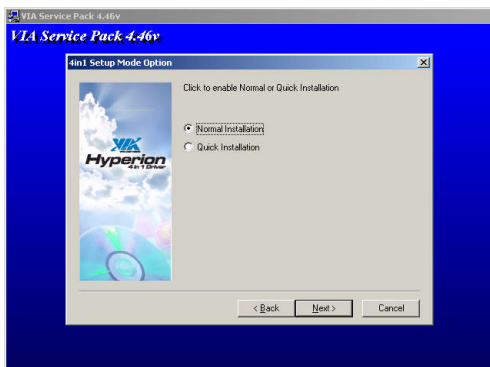 VIA Service Pack 4.46v
VIA Service Pack 4.46v
4in1 Setup Mode Option
Click to enable Normal or Quick Installation
Normal Installation
Quick Installation
VIA
Hyperion
4 in 1 Driver
< Back
Next >
Cancel